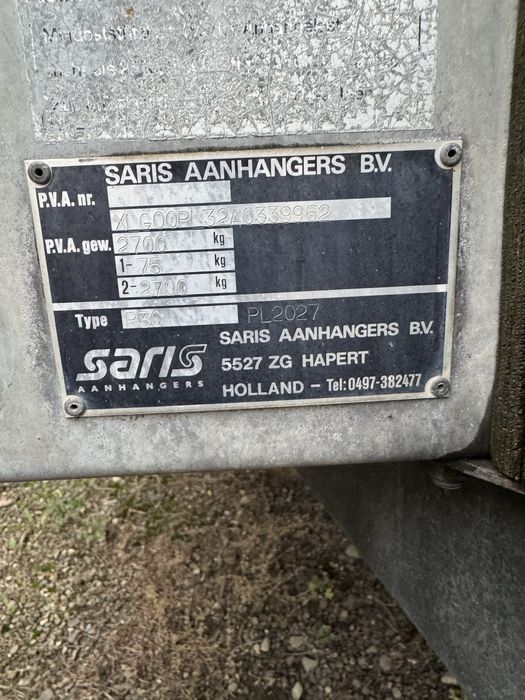 SARIS AANHANGERS B.V.
P.V.A. nr.
XLG00PL32A0339962
P.V.A. gew. 2700 kg
1-75 kg
2-2700 kg
Type P30 PL2027
SARIS AANHANGERS B.V.
5527 ZG HAPERT
HOLLAND – Tel: 0497-382477
saris
AANHANGERS